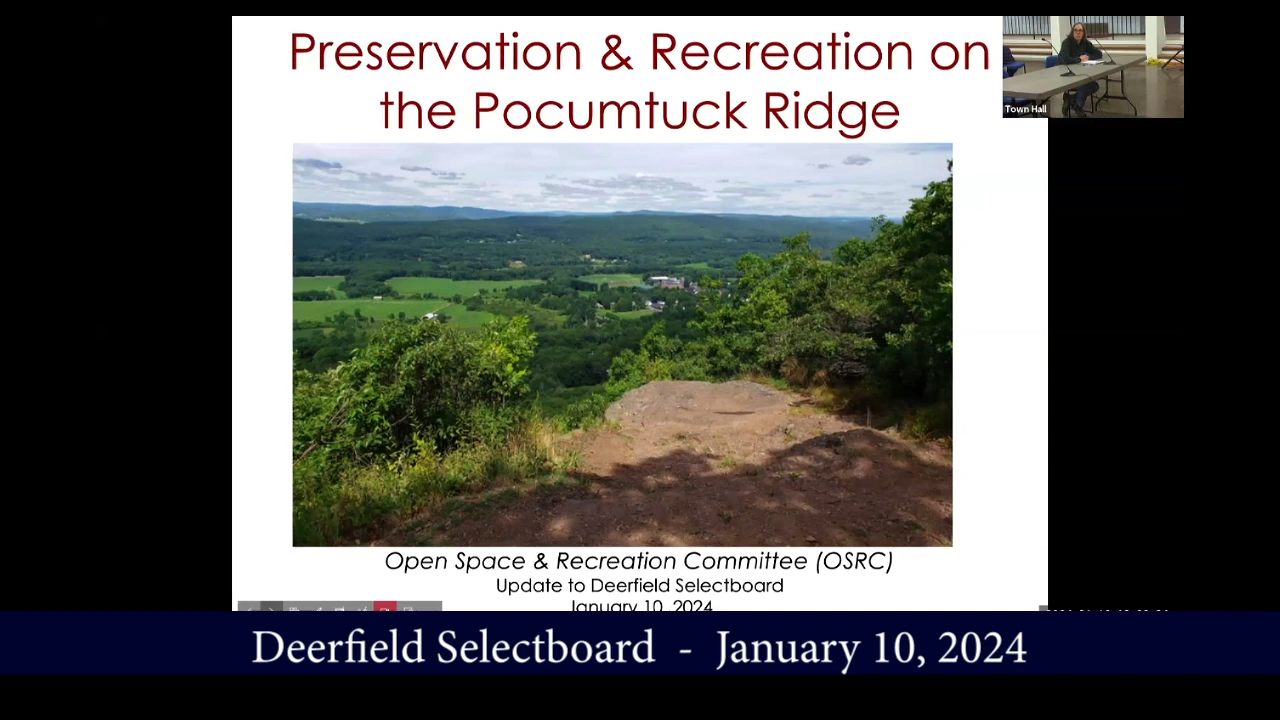 Preservation & Recreation on
the Pocumtuck Ridge
Town Hall
Open Space & Recreation Committee (OSRC)
Update to Deerfield Selectboard
January 10, 2024
Deerfield Selectboard - January 10, 2024